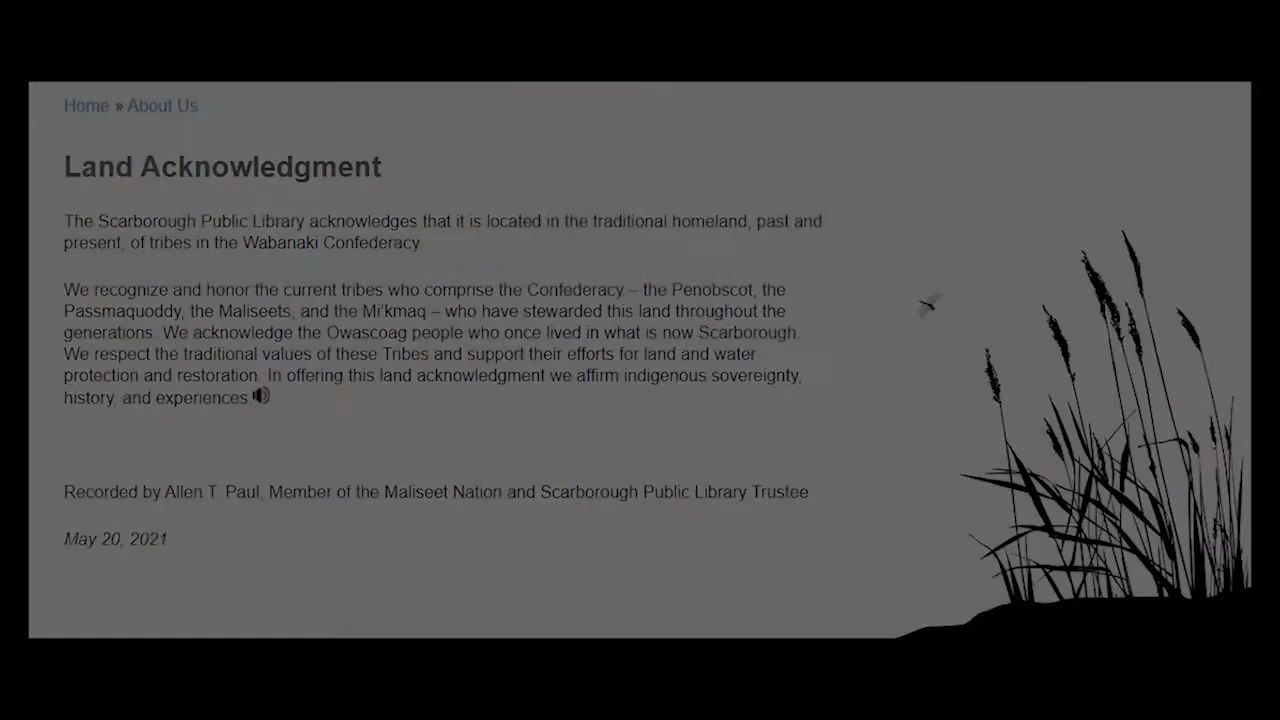 Home » About Us
Land Acknowledgment
The Scarborough Public Library acknowledges that it is located in the traditional homeland, past and
present, of tribes in the Wabanaki Confederacy.
We recognize and honor the current tribes who comprise the Confederacy – the Penobscot, the
Passmaquoddy, the Maliseets, and the Mi'kmaq – who have stewarded this land throughout the
generations. We acknowledge the Owascoag people who once lived in what is now Scarborough.
We respect the traditional values of these Tribes and support their efforts for land and water
protection and restoration. In offering this land acknowledgment we affirm indigenous sovereignty,
history, and experiences.
Recorded by Allen T. Paul, Member of the Maliseet Nation and Scarborough Public Library Trustee
May 20, 2021